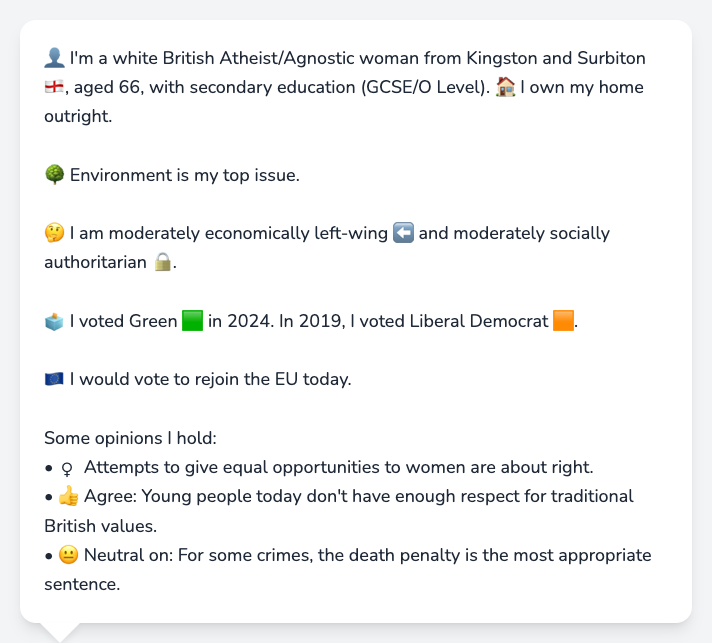 👤 I'm a white British Atheist/Agnostic woman from Kingston and Surbiton
🏴󠁧󠁢󠁥󠁮󠁧󠁿, aged 66, with secondary education (GCSE/O Level). 🏠 I own my home
outright.
🌳 Environment is my top issue.
🤔 I am moderately economically left-wing ⬅️ and moderately socially
authoritarian 🔒.
🗳️ I voted Green 🟩 in 2024. In 2019, I voted Liberal Democrat 🟧.
🇪🇺 I would vote to rejoin the EU today.
Some opinions I hold:
• ♀ Attempts to give equal opportunities to women are about right.
• 👍 Agree: Young people today don't have enough respect for traditional
British values.
• 😐 Neutral on: For some crimes, the death penalty is the most appropriate
sentence.